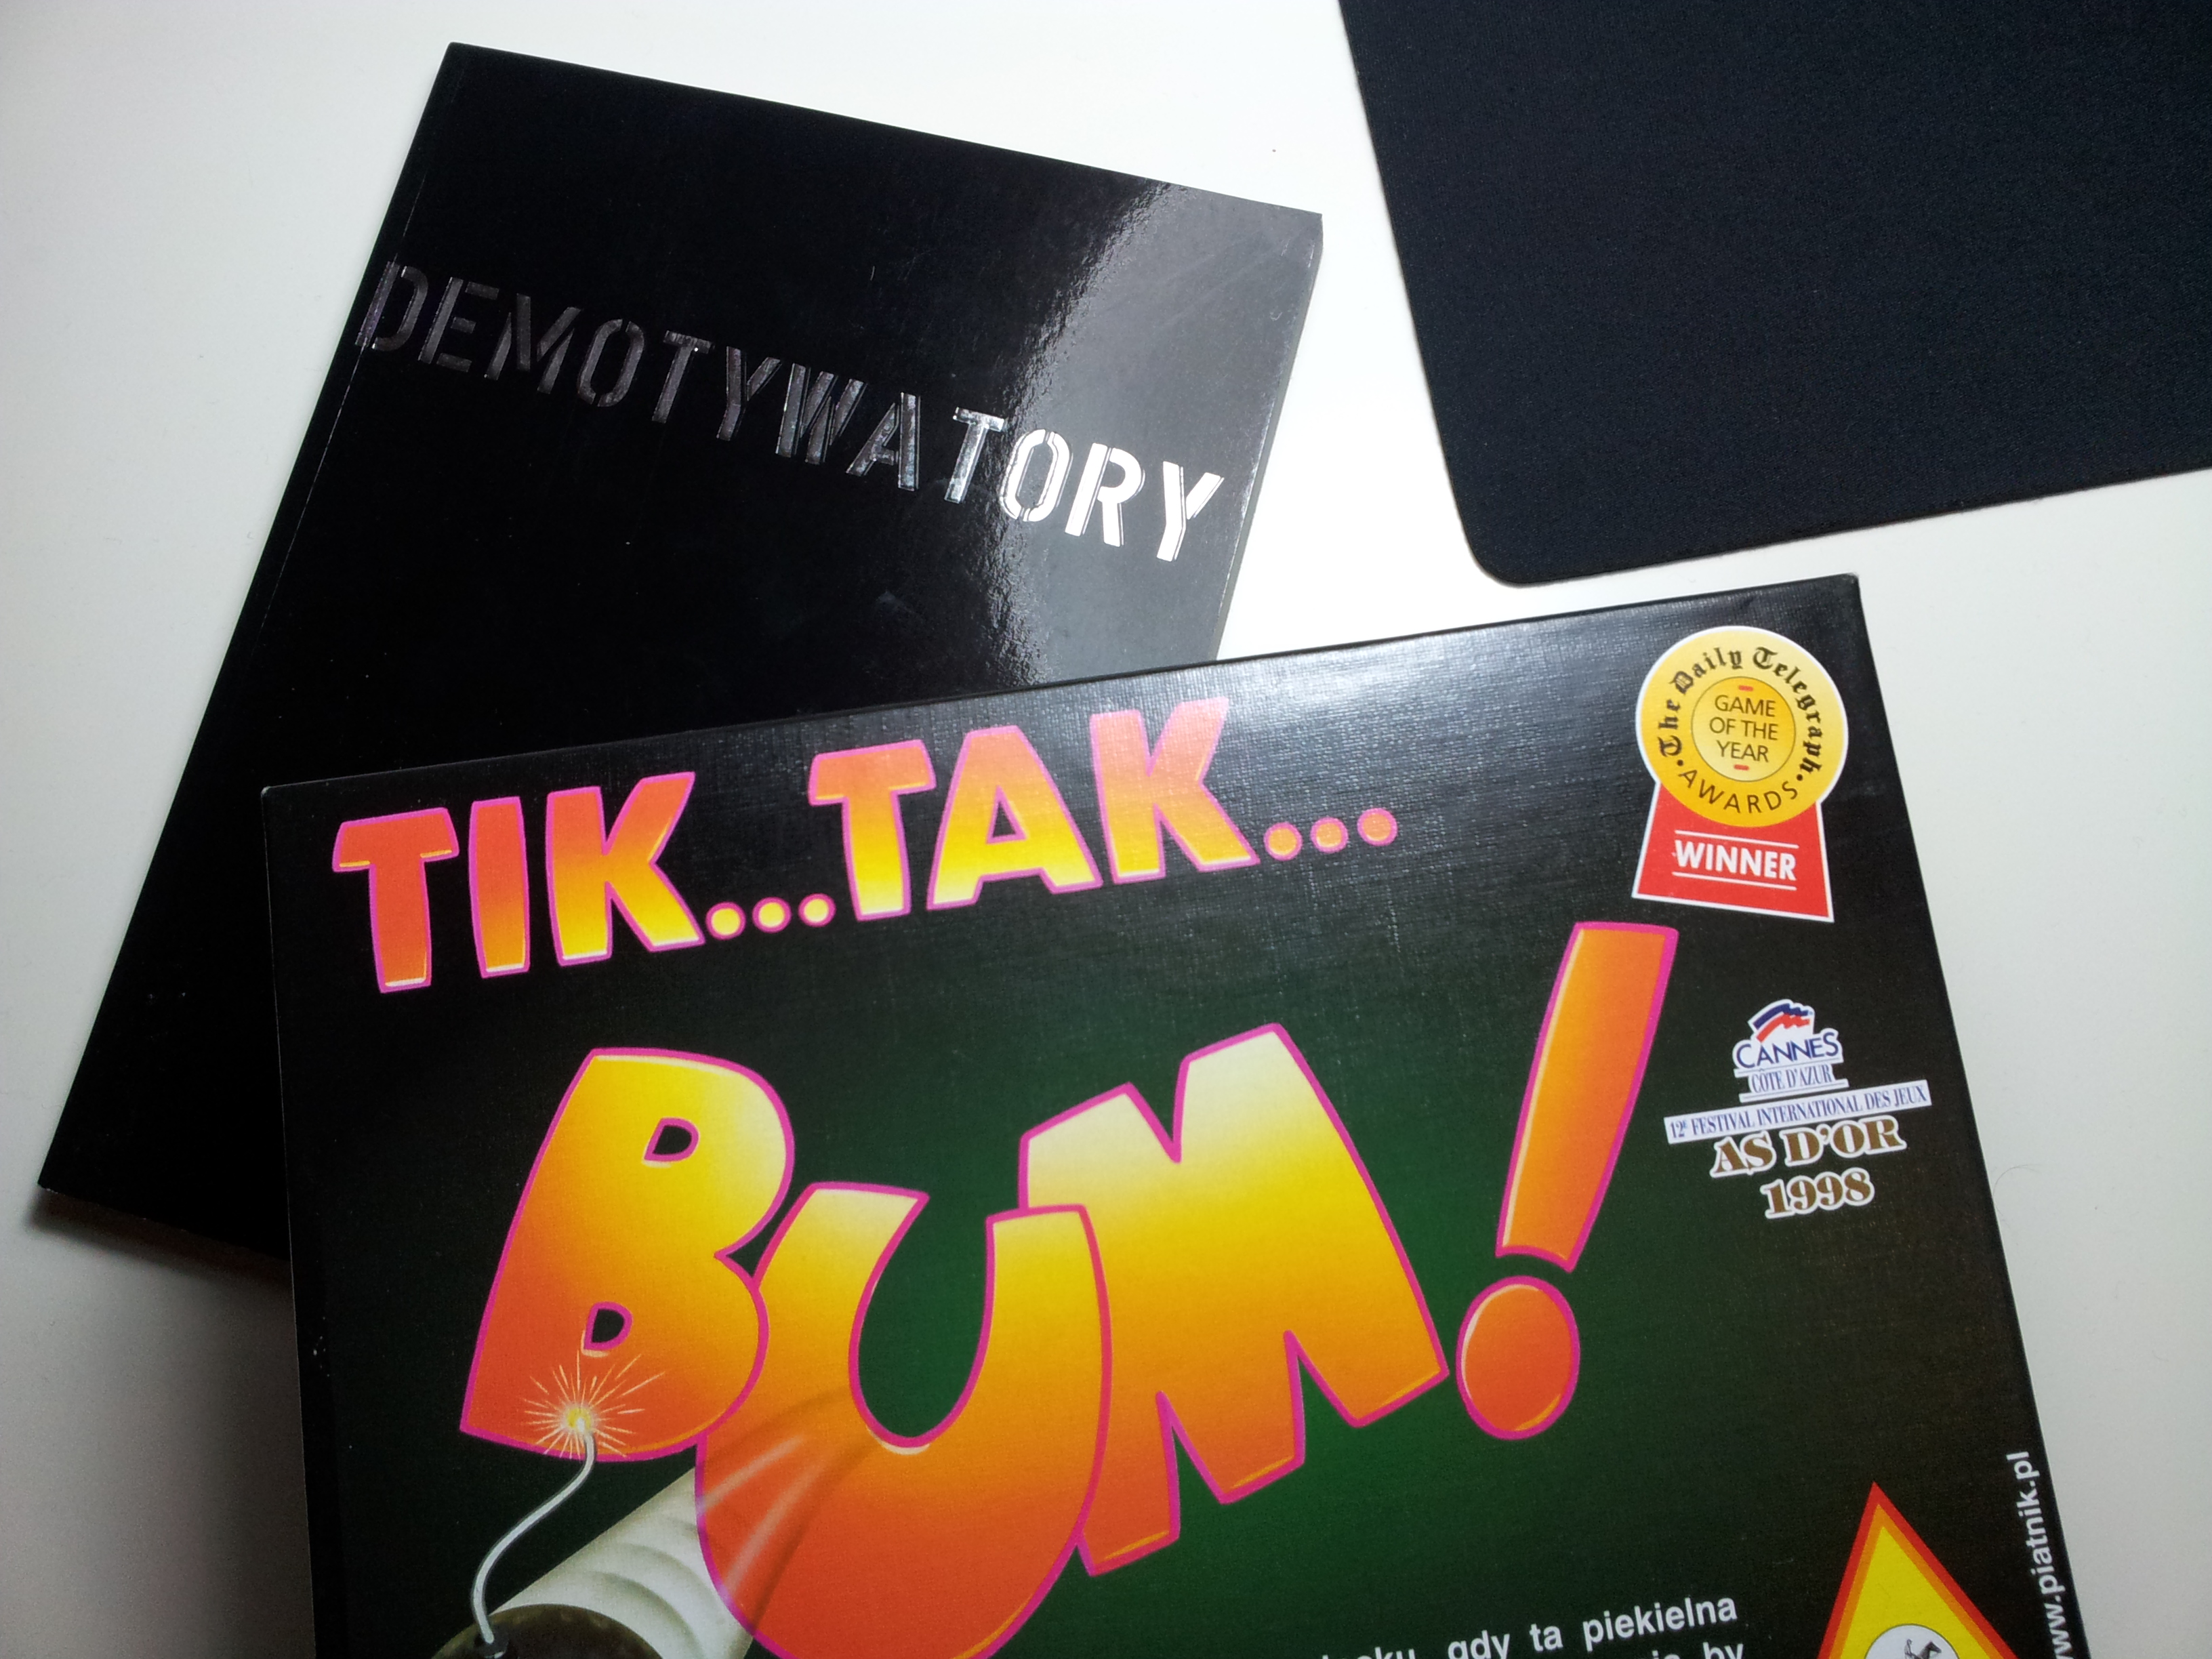 DEMOTYWATORY
TIK...TAK...
BUM!
The Daily Telegraph
GAME
OF THE
YEAR
AWARDS
WINNER
CANNES
CÔTE D'AZUR
12e FESTIVAL INTERNATIONAL DES JEUX
AS D'OR
1998
www.piatnik.pl
gdy ta piekielna
by